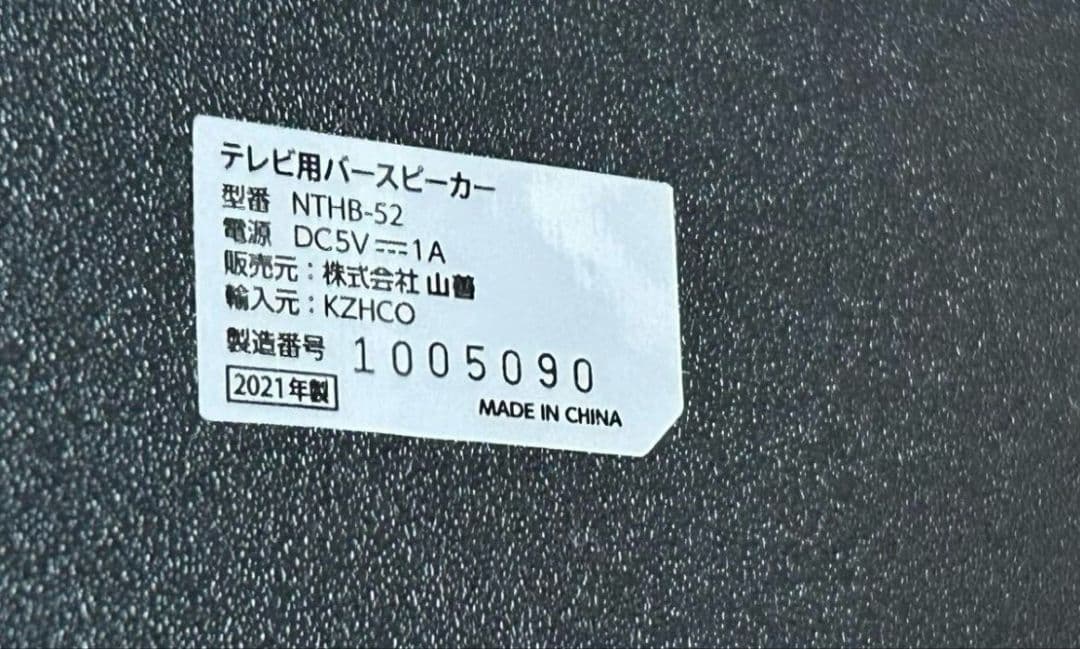 テレビ用バースピーカー
型番 NTHB-52
電源 DC5V⎓1A
販売元：株式会社 山善
輸入元：KZHCO
製造番号 1005090
2021年製
MADE IN CHINA